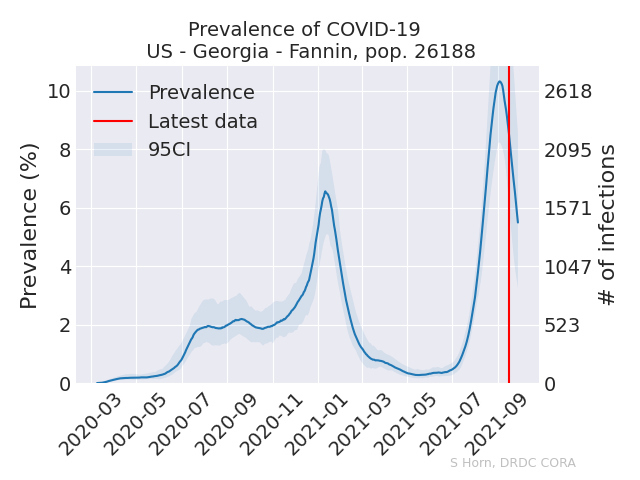 Prevalence of COVID-19
US - Georgia - Fannin, pop. 26188
Prevalence
Latest data
95CI
Prevalence (%)
10
8
6
4
2
0
2618
2095
1571
1047
523
0
# of infections
2020-03
2020-05
2020-07
2020-09
2020-11
2021-01
2021-03
2021-05
2021-07
2021-09
S Horn, DRDC CORA